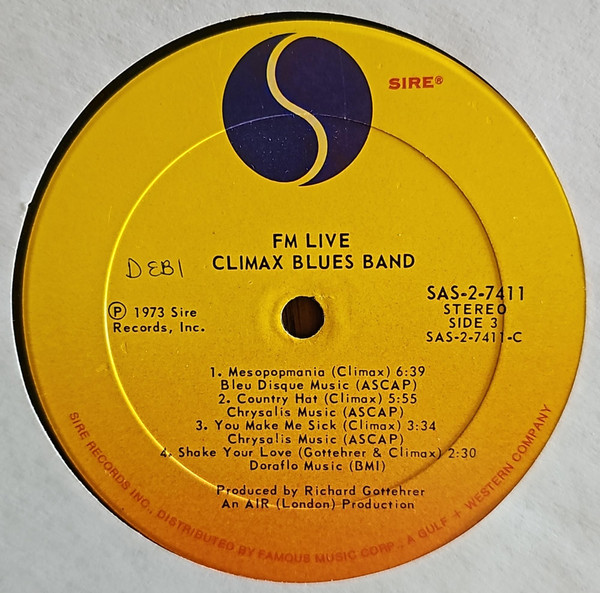 SIRE®
FM LIVE
CLIMAX BLUES BAND
DEBI
Ⓟ 1973 Sire
Records, Inc.
SAS-2-7411
STEREO
SIDE 3
SAS-2-7411-C
1. Mesopopmania (Climax) 6:39
Bleu Disque Music (ASCAP)
2. Country Hat (Climax) 5:55
Chrysalis Music (ASCAP)
3. You Make Me Sick (Climax) 3:34
Chrysalis Music (ASCAP)
4. Shake Your Love (Gottehrer & Climax) 2:30
Doraflo Music (BMI)
Produced by Richard Gottehrer
An AIR (London) Production
SIRE RECORDS INC., DISTRIBUTED BY FAMOUS MUSIC CORP., A GULF + WESTERN COMPANY